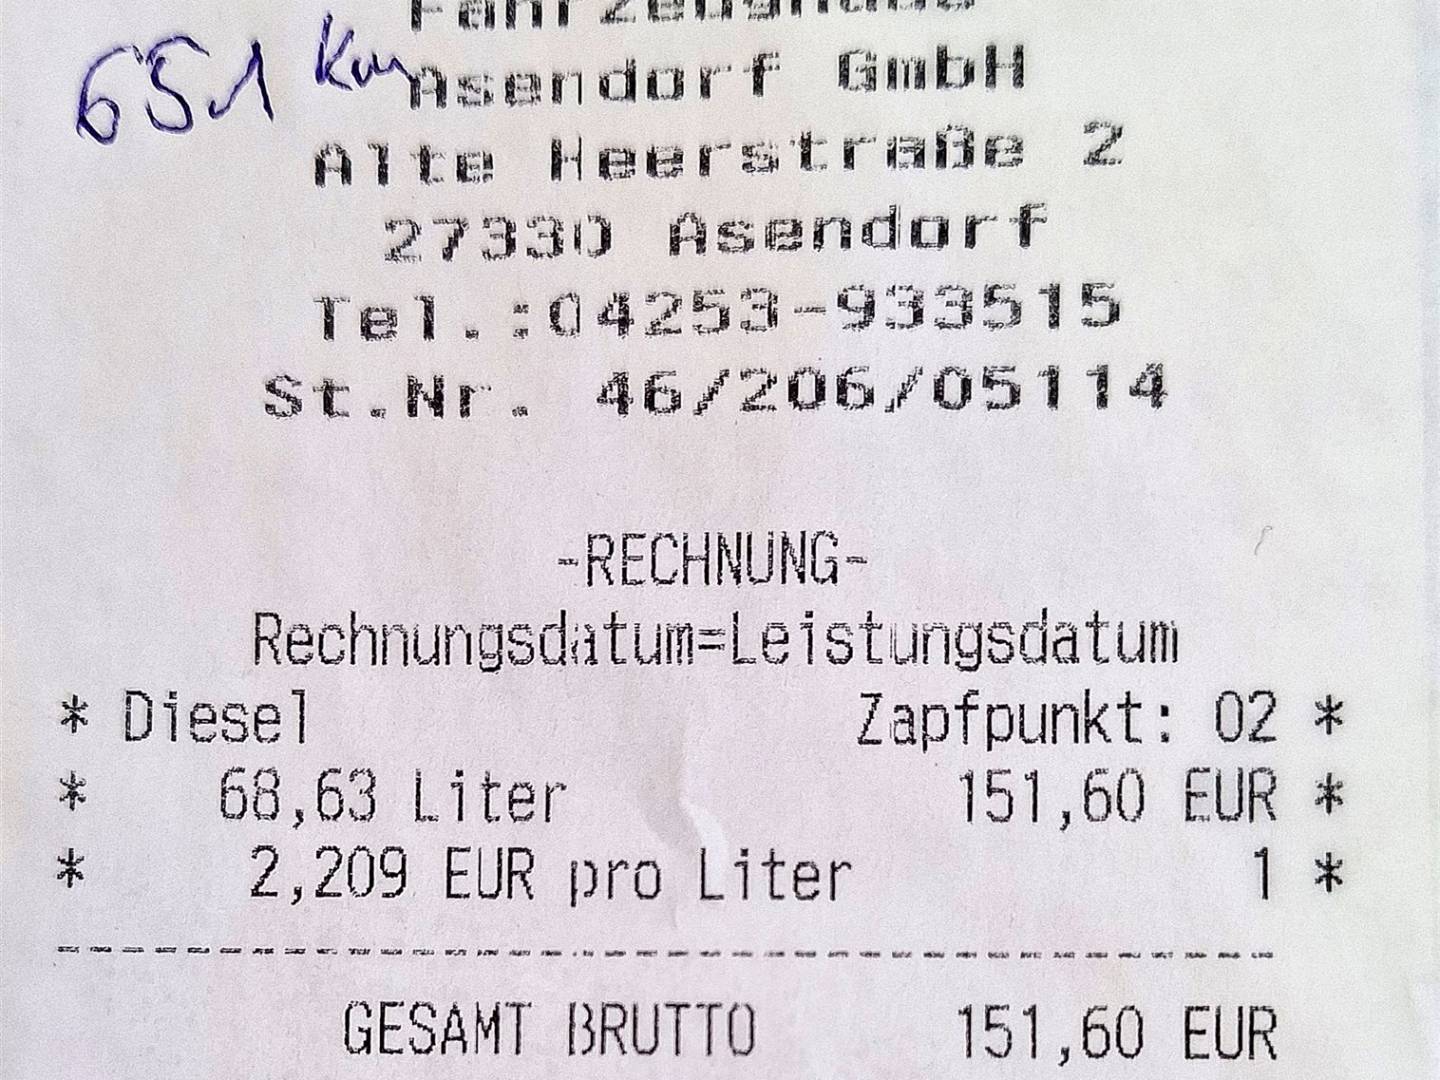 Fahrzeughaus
651 km
Asendorf GmbH
Alte Heerstraße 2
27330 Asendorf
Tel.:04253-933515
St.Nr. 46/206/05114
-RECHNUNG-
Rechnungsdatum=Leistungsdatum
* Diesel Zapfpunkt: 02 *
* 68,63 Liter 151,60 EUR *
* 2,209 EUR pro Liter 1 *
GESAMT BRUTTO 151,60 EUR